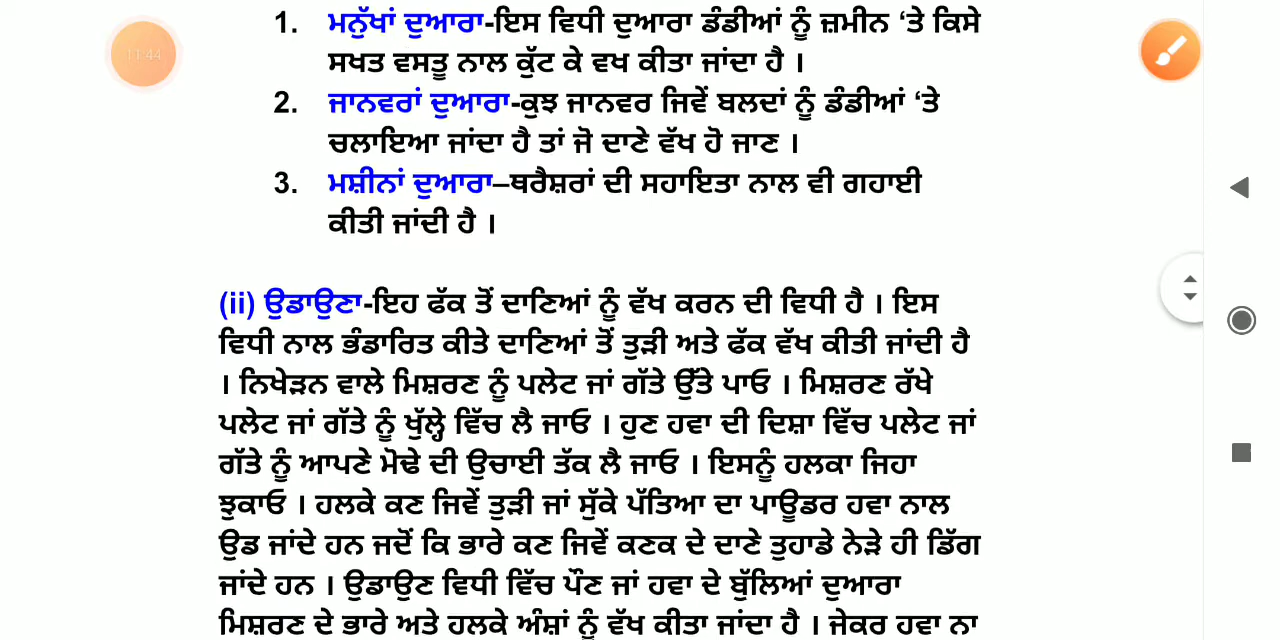 11:44
1. ਮਨੁੱਖਾਂ ਦੁਆਰਾ-ਇਸ ਵਿਧੀ ਦੁਆਰਾ ਡੰਡੀਆਂ ਨੂੰ ਜ਼ਮੀਨ ‘ਤੇ ਕਿਸੇ
ਸਖਤ ਵਸਤੂ ਨਾਲ ਕੁੱਟ ਕੇ ਵਖ ਕੀਤਾ ਜਾਂਦਾ ਹੈ ।
2. ਜਾਨਵਰਾਂ ਦੁਆਰਾ-ਕੁਝ ਜਾਨਵਰ ਜਿਵੇਂ ਬਲਦਾਂ ਨੂੰ ਡੰਡੀਆਂ ‘ਤੇ
ਚਲਾਇਆ ਜਾਂਦਾ ਹੈ ਤਾਂ ਜੋ ਦਾਣੇ ਵੱਖ ਹੋ ਜਾਣ ।
3. ਮਸ਼ੀਨਾਂ ਦੁਆਰਾ–ਥਰੈਸ਼ਰਾਂ ਦੀ ਸਹਾਇਤਾ ਨਾਲ ਵੀ ਗਹਾਈ
ਕੀਤੀ ਜਾਂਦੀ ਹੈ ।
(ii) ਉਡਾਉਣਾ-ਇਹ ਫੱਕ ਤੋਂ ਦਾਣਿਆਂ ਨੂੰ ਵੱਖ ਕਰਨ ਦੀ ਵਿਧੀ ਹੈ । ਇਸ
ਵਿਧੀ ਨਾਲ ਭੰਡਾਰਿਤ ਕੀਤੇ ਦਾਣਿਆਂ ਤੋਂ ਤੁੜੀ ਅਤੇ ਫੱਕ ਵੱਖ ਕੀਤੀ ਜਾਂਦੀ ਹੈ
। ਨਿਖੇੜਨ ਵਾਲੇ ਮਿਸ਼ਰਣ ਨੂੰ ਪਲੇਟ ਜਾਂ ਗੱਤੇ ਉੱਤੇ ਪਾਓ । ਮਿਸ਼ਰਣ ਰੱਖੇ
ਪਲੇਟ ਜਾਂ ਗੱਤੇ ਨੂੰ ਖੁੱਲ੍ਹੇ ਵਿੱਚ ਲੈ ਜਾਓ । ਹੁਣ ਹਵਾ ਦੀ ਦਿਸ਼ਾ ਵਿੱਚ ਪਲੇਟ ਜਾਂ
ਗੱਤੇ ਨੂੰ ਆਪਣੇ ਮੋਢੇ ਦੀ ਉਚਾਈ ਤੱਕ ਲੈ ਜਾਓ । ਇਸਨੂੰ ਹਲਕਾ ਜਿਹਾ
ਝੁਕਾਓ । ਹਲਕੇ ਕਣ ਜਿਵੇਂ ਤੁੜੀ ਜਾਂ ਸੁੱਕੇ ਪੱਤਿਆ ਦਾ ਪਾਊਡਰ ਹਵਾ ਨਾਲ
ਉਡ ਜਾਂਦੇ ਹਨ ਜਦੋਂ ਕਿ ਭਾਰੇ ਕਣ ਜਿਵੇਂ ਕਣਕ ਦੇ ਦਾਣੇ ਤੁਹਾਡੇ ਨੇੜੇ ਹੀ ਡਿੱਗ
ਜਾਂਦੇ ਹਨ । ਉਡਾਉਣ ਵਿਧੀ ਵਿੱਚ ਪੌਣ ਜਾਂ ਹਵਾ ਦੇ ਬੁੱਲਿਆਂ ਦੁਆਰਾ
ਮਿਸ਼ਰਣ ਦੇ ਭਾਰੇ ਅਤੇ ਹਲਕੇ ਅੰਸ਼ਾਂ ਨੂੰ ਵੱਖ ਕੀਤਾ ਜਾਂਦਾ ਹੈ । ਜੇਕਰ ਹਵਾ ਨਾ